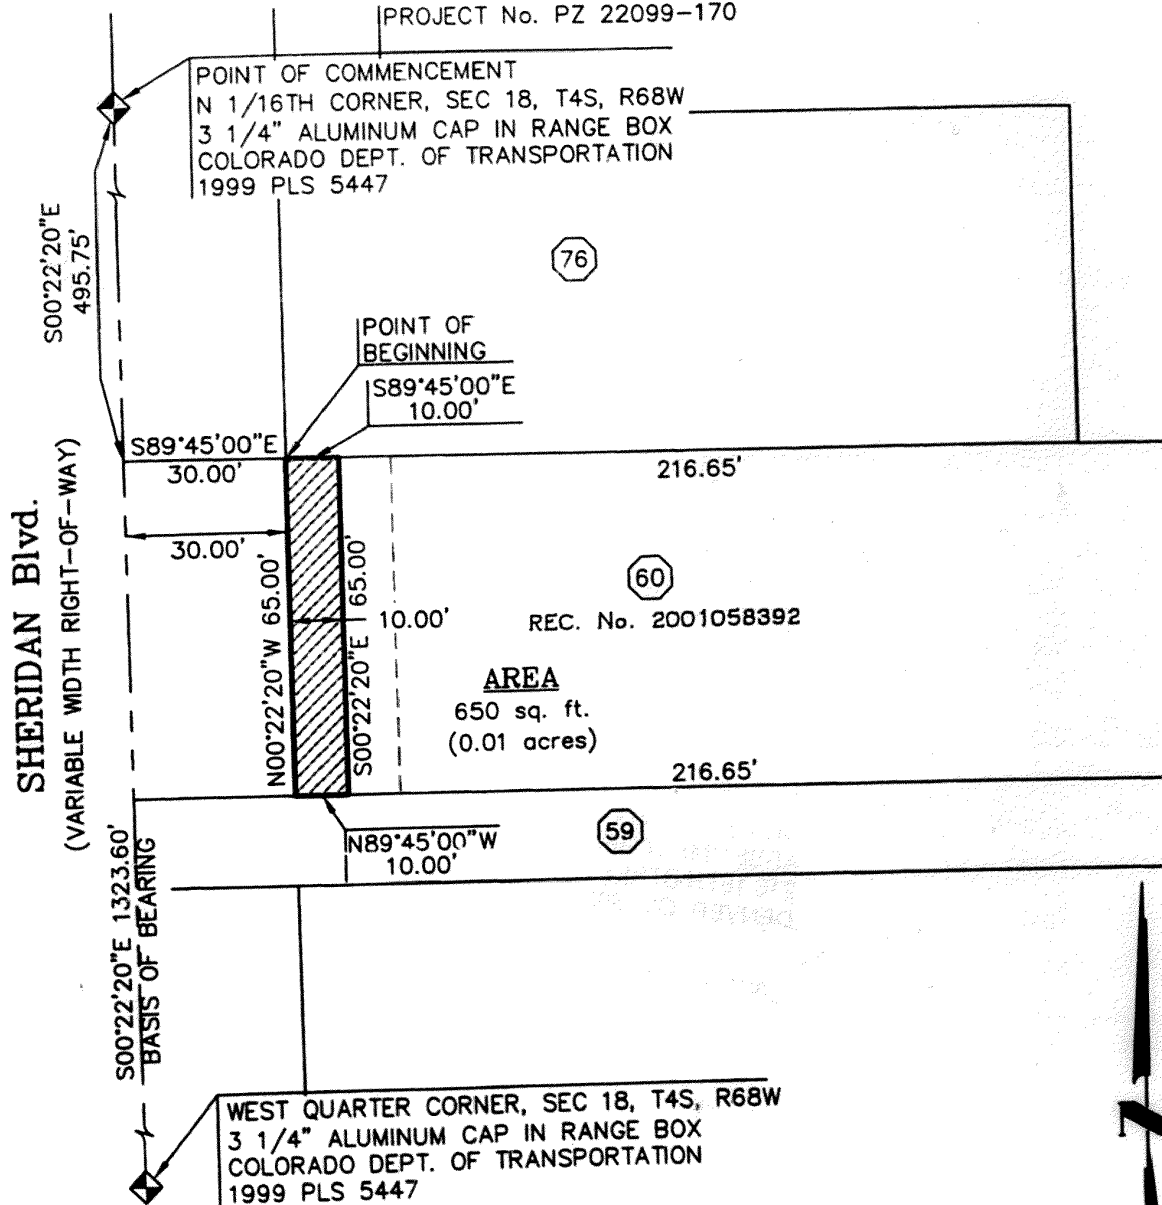 PROJECT No. PZ 22099-170
POINT OF COMMENCEMENT
N 1/16TH CORNER, SEC 18, T4S, R68W
3 1/4" ALUMINUM CAP IN RANGE BOX
COLORADO DEPT. OF TRANSPORTATION
1999 PLS 5447
S00°22'20"E
495.75'
76
POINT OF
BEGINNING
S89°45'00"E
10.00'
S89°45'00"E
30.00'
216.65'
30.00'
SHERIDAN Blvd.
(VARIABLE WIDTH RIGHT-OF-WAY)
N00°22'20"W 65.00'
S00°22'20"E 65.00'
10.00'
60
REC. No. 2001058392
AREA
650 sq. ft.
(0.01 acres)
216.65'
N89°45'00"W
10.00'
59
S00°22'20"E 1323.60'
BASIS OF BEARING
WEST QUARTER CORNER, SEC 18, T4S, R68W
3 1/4" ALUMINUM CAP IN RANGE BOX
COLORADO DEPT. OF TRANSPORTATION
1999 PLS 5447